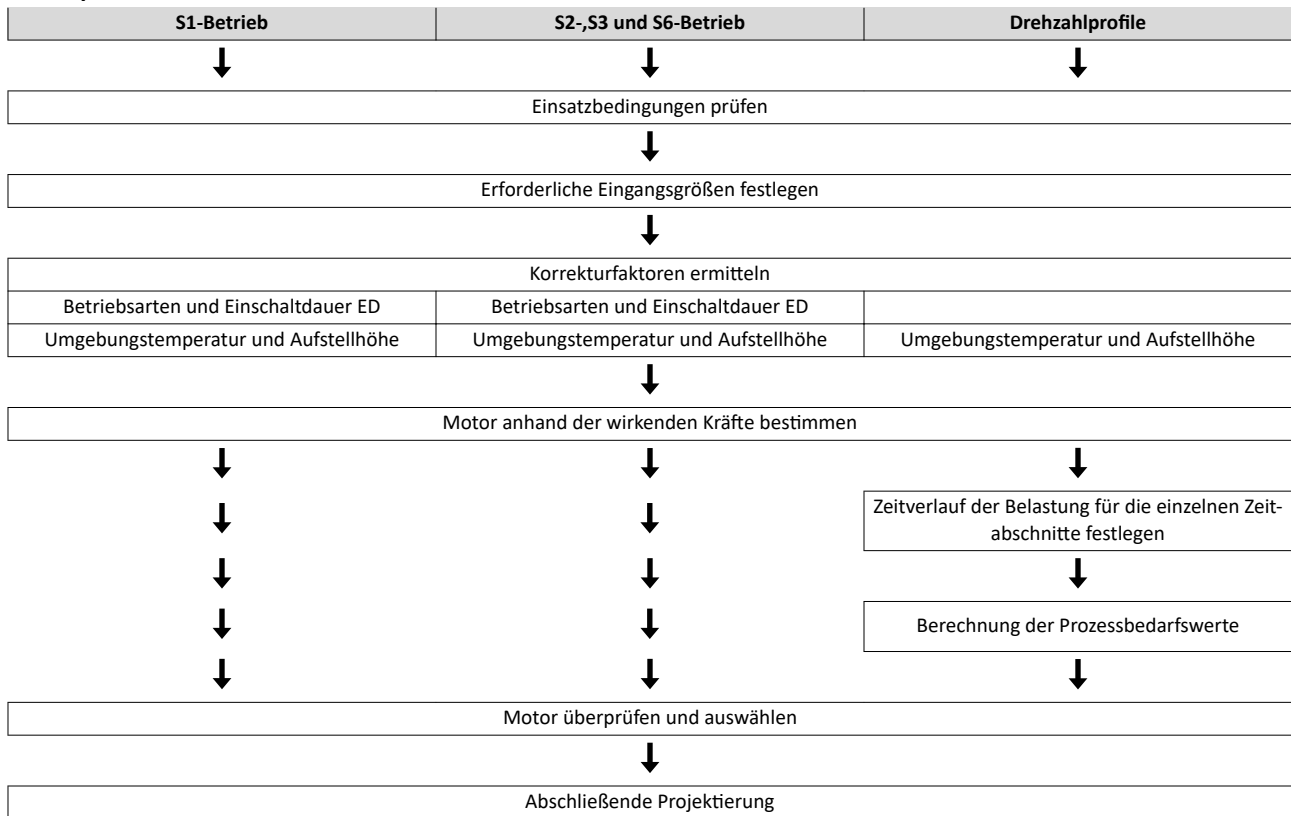 S1-Betrieb
S2-,S3 und S6-Betrieb
Drehzahlprofile
Einsatzbedingungen prüfen
Erforderliche Eingangsgrößen festlegen
Korrekturfaktoren ermitteln
Betriebsarten und Einschaltdauer ED
Betriebsarten und Einschaltdauer ED
Umgebungstemperatur und Aufstellhöhe
Umgebungstemperatur und Aufstellhöhe
Umgebungstemperatur und Aufstellhöhe
Motor anhand der wirkenden Kräfte bestimmen
Zeitverlauf der Belastung für die einzelnen Zeit-
abschnitte festlegen
Berechnung der Prozessbedarfswerte
Motor überprüfen und auswählen
Abschließende Projektierung